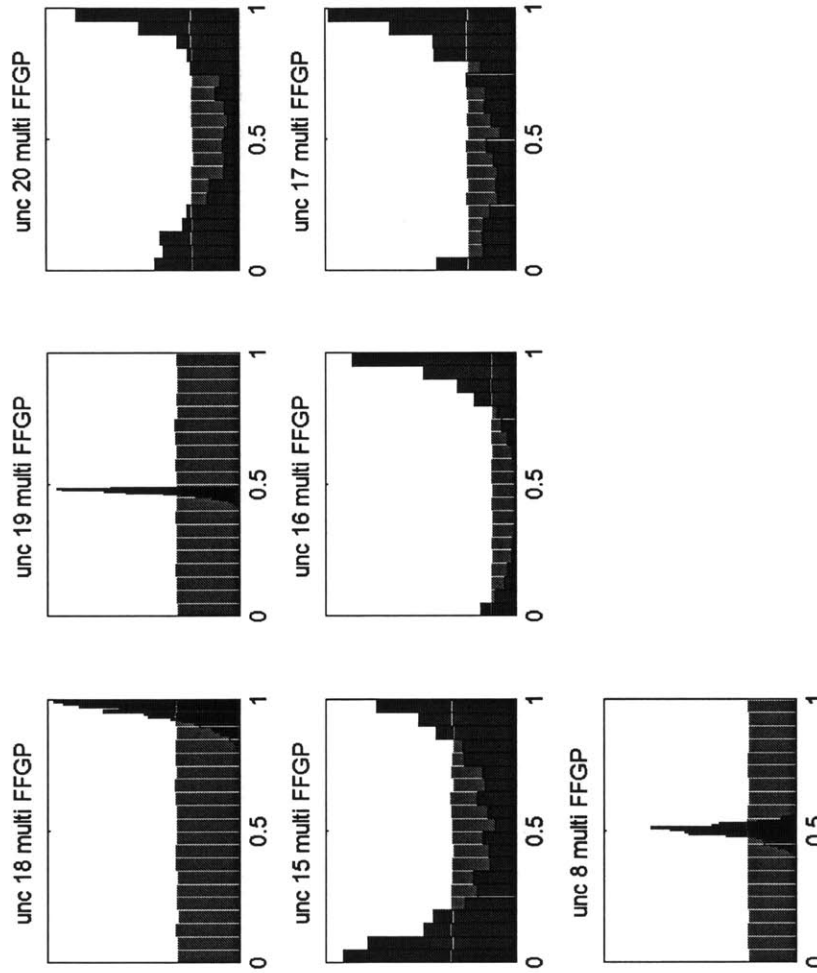 unc 18 multi FFGP
unc 19 multi FFGP
unc 20 multi FFGP
0 0.5 1
0 0.5 1
0 0.5 1
unc 15 multi FFGP
unc 16 multi FFGP
unc 17 multi FFGP
0 0.5 1
0 0.5 1
0 0.5 1
unc 8 multi FFGP
0 0.5 1